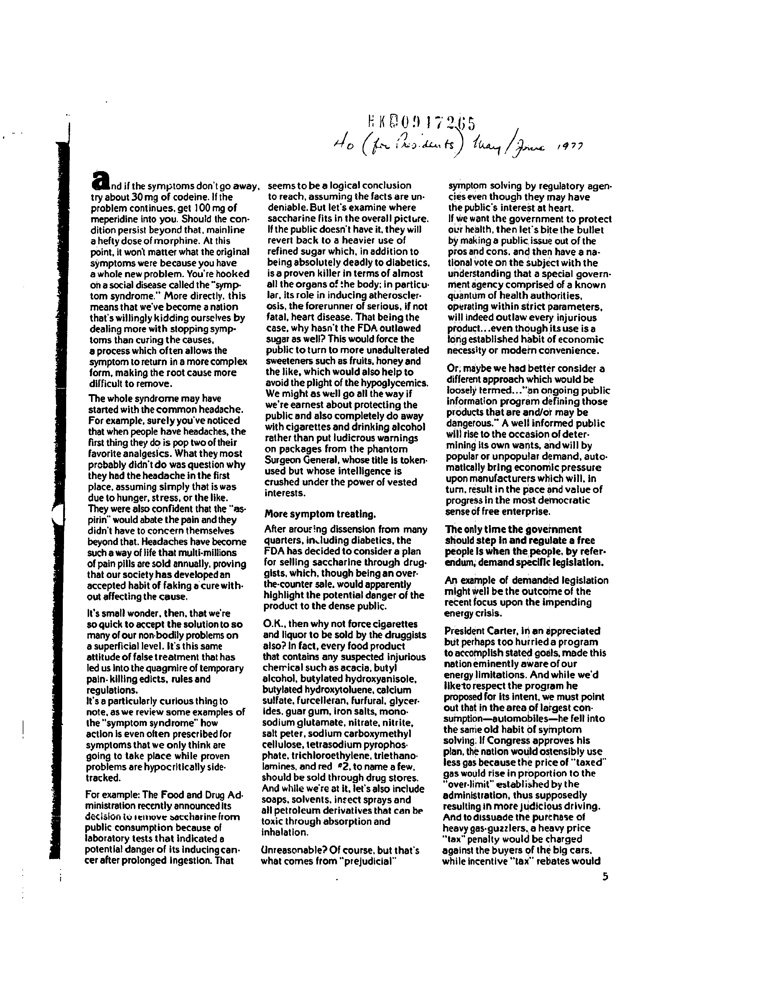 HKB0917265
Ho (for Presidents) May/June 1977
and if the symptoms don't go away,
try about 30 mg of codeine. If the
problem continues, get 100 mg of
meperidine into you. Should the con-
dition persist beyond that, mainline
a hefty dose of morphine. At this
point, it won't matter what the original
symptoms were because you have
a whole new problem. You're hooked
on a social disease called the "symp-
tom syndrome." More directly, this
means that we've become a nation
that's willingly kidding ourselves by
dealing more with stopping symp-
toms than curing the causes,
a process which often allows the
symptom to return in a more complex
form, making the root cause more
difficult to remove.
The whole syndrome may have
started with the common headache.
For example, surely you've noticed
that when people have headaches, the
first thing they do is pop two of their
favorite analgesics. What they most
probably didn't do was question why
they had the headache in the first
place, assuming simply that is was
due to hunger, stress, or the like.
They were also confident that the "as-
pirin" would abate the pain and they
didn't have to concern themselves
beyond that. Headaches have become
such a way of life that multi-millions
of pain pills are sold annually, proving
that our society has developed an
accepted habit of faking a cure with-
out affecting the cause.
It's small wonder, then, that we're
so quick to accept the solution to so
many of our non-bodily problems on
a superficial level. It's this same
attitude of false treatment that has
led us into the quagmire of temporary
pain-killing edicts, rules and
regulations.
It's a particularly curious thing to
note, as we review some examples of
the "symptom syndrome" how
action is even often prescribed for
symptoms that we only think are
going to take place while proven
problems are hypocritically side-
tracked.
For example: The Food and Drug Ad-
ministration recently announced its
decision to remove saccharine from
public consumption because of
laboratory tests that indicated a
potential danger of its inducing can-
cer after prolonged ingestion. That
seems to be a logical conclusion
to reach, assuming the facts are un-
deniable. But let's examine where
saccharine fits in the overall picture.
If the public doesn't have it, they will
revert back to a heavier use of
refined sugar which, in addition to
being absolutely deadly to diabetics,
is a proven killer in terms of almost
all the organs of the body; in particu-
lar, its role in inducing atheroscler-
osis, the forerunner of serious, if not
fatal, heart disease. That being the
case, why hasn't the FDA outlawed
sugar as well? This would force the
public to turn to more unadulterated
sweeteners such as fruits, honey and
the like, which would also help to
avoid the plight of the hypoglycemics.
We might as well go all the way if
we're earnest about protecting the
public and also completely do away
with cigarettes and drinking alcohol
rather than put ludicrous warnings
on packages from the phantom
Surgeon General, whose title is token-
used but whose intelligence is
crushed under the power of vested
interests.
More symptom treating.
After arousing dissension from many
quarters, including diabetics, the
FDA has decided to consider a plan
for selling saccharine through drug-
gists, which, though being an over-
the-counter sale, would apparently
highlight the potential danger of the
product to the dense public.
O.K., then why not force cigarettes
and liquor to be sold by the druggists
also? In fact, every food product
that contains any suspected injurious
chemical such as acacia, butyl
alcohol, butylated hydroxyanisole,
butylated hydroxytoluene, calcium
sulfate, furcelleran, furfural, glycer-
ides, guar gum, iron salts, mono-
sodium glutamate, nitrate, nitrite,
salt peter, sodium carboxymethyl
cellulose, tetrasodium pyrophos-
phate, trichloroethylene, triethano-
lamines, and red #2, to name a few,
should be sold through drug stores.
And while we're at it, let's also include
soaps, solvents, insect sprays and
all petroleum derivatives that can be
toxic through absorption and
inhalation.
Unreasonable? Of course, but that's
what comes from "prejudicial"
symptom solving by regulatory agen-
cies even though they may have
the public's interest at heart.
If we want the government to protect
our health, then let's bite the bullet
by making a public issue out of the
pros and cons, and then have a na-
tional vote on the subject with the
understanding that a special govern-
ment agency comprised of a known
quantum of health authorities,
operating within strict parameters,
will indeed outlaw every injurious
product...even though its use is a
long established habit of economic
necessity or modern convenience.
Or, maybe we had better consider a
different approach which would be
loosely termed..."an ongoing public
information program defining those
products that are and/or may be
dangerous." A well informed public
will rise to the occasion of deter-
mining its own wants, and will by
popular or unpopular demand, auto-
matically bring economic pressure
upon manufacturers which will, in
turn, result in the pace and value of
progress in the most democratic
sense of free enterprise.
The only time the government
should step in and regulate a free
people is when the people, by refer-
endum, demand specific legislation.
An example of demanded legislation
might well be the outcome of the
recent focus upon the impending
energy crisis.
President Carter, in an appreciated
but perhaps too hurried a program
to accomplish stated goals, made this
nation eminently aware of our
energy limitations. And while we'd
like to respect the program he
proposed for its intent, we must point
out that in the area of largest con-
sumption—automobiles—he fell into
the same old habit of symptom
solving. If Congress approves his
plan, the nation would ostensibly use
less gas because the price of "taxed"
gas would rise in proportion to the
"over-limit" established by the
administration, thus supposedly
resulting in more judicious driving.
And to dissuade the purchase of
heavy gas-guzzlers, a heavy price
"tax" penalty would be charged
against the buyers of the big cars,
while incentive "tax" rebates would
5